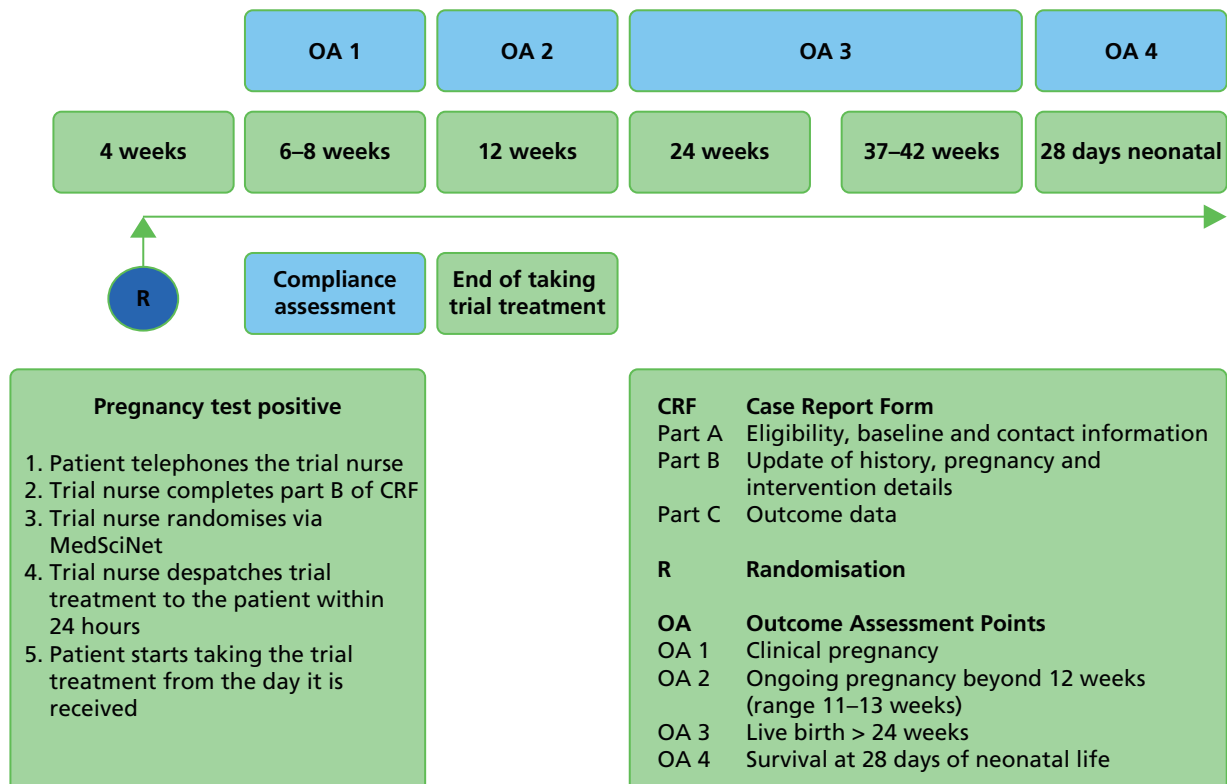 OA 1
OA 2
OA 3
OA 4
4 weeks
6–8 weeks
12 weeks
24 weeks
37–42 weeks
28 days neonatal
R
Compliance
assessment
End of taking
trial treatment
Pregnancy test positive
1. Patient telephones the trial nurse
2. Trial nurse completes part B of CRF
3. Trial nurse randomises via
MedSciNet
4. Trial nurse despatches trial
treatment to the patient within
24 hours
5. Patient starts taking the trial
treatment from the day it is
received
CRF Case Report Form
Part A Eligibility, baseline and contact information
Part B Update of history, pregnancy and
intervention details
Part C Outcome data
R Randomisation
OA Outcome Assessment Points
OA 1 Clinical pregnancy
OA 2 Ongoing pregnancy beyond 12 weeks
(range 11–13 weeks)
OA 3 Live birth > 24 weeks
OA 4 Survival at 28 days of neonatal life